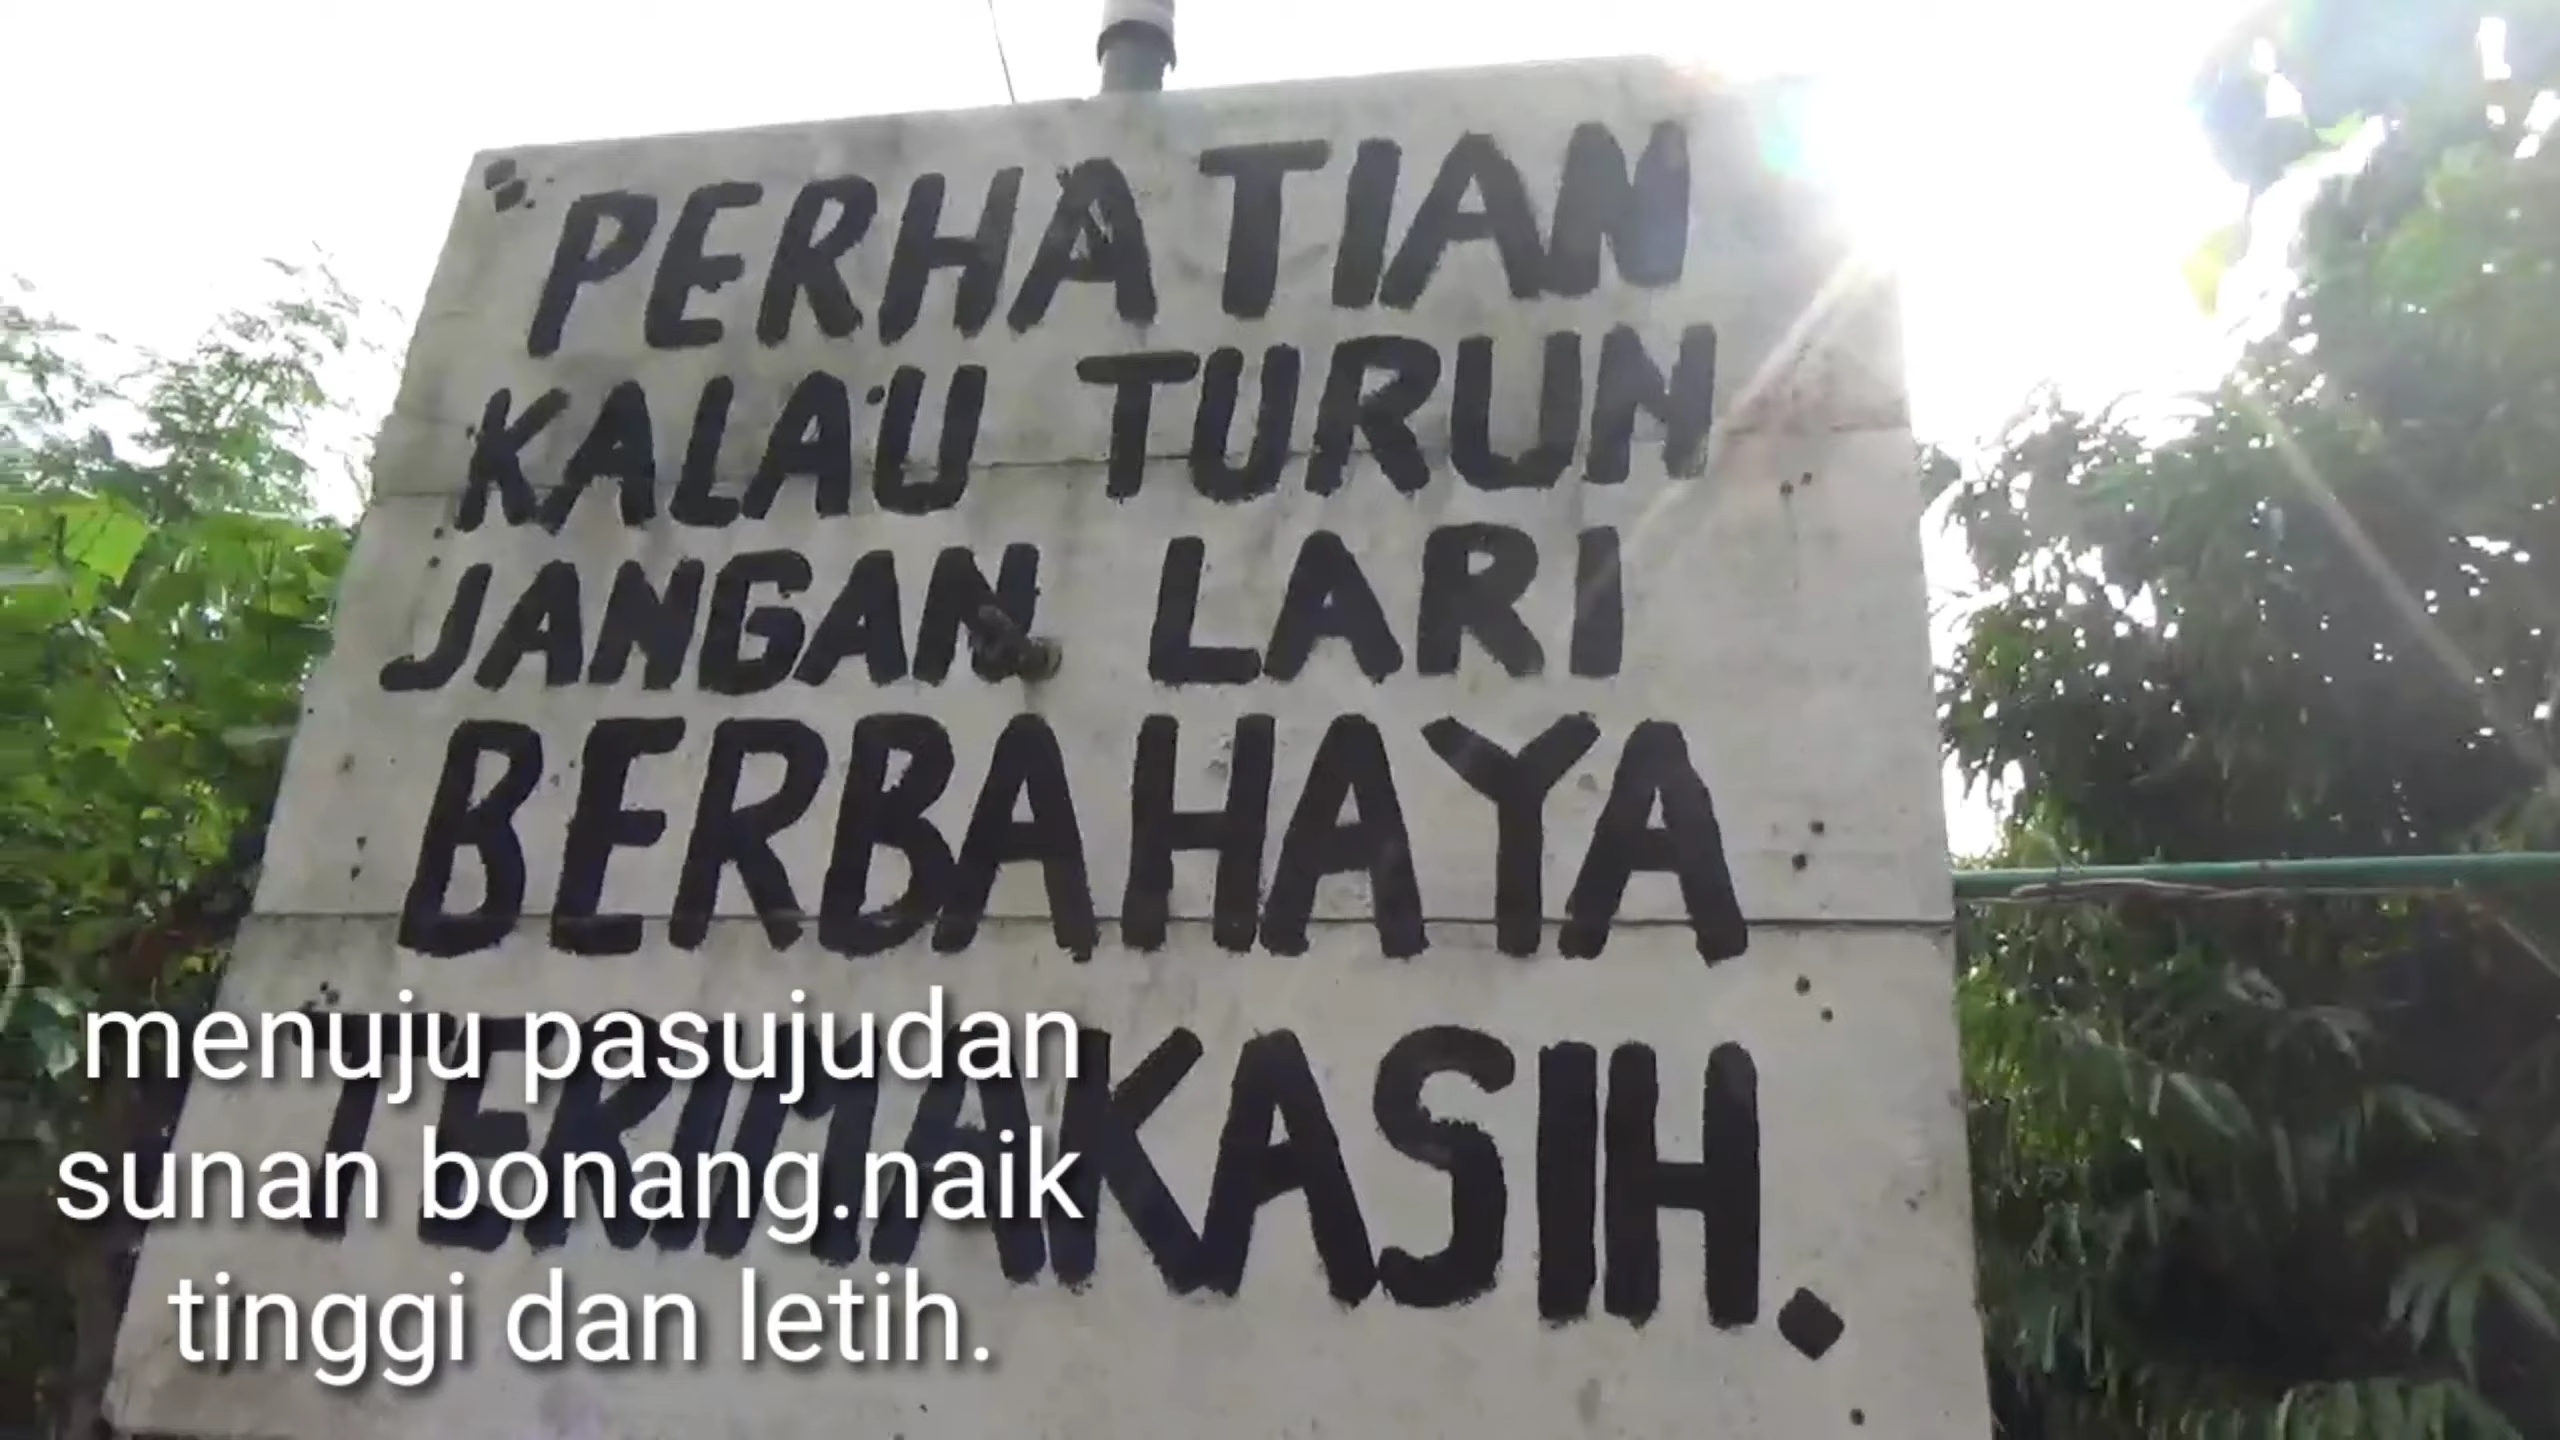 PERHATIAN
KALAU TURUN
JANGAN LARI
BERBAHAYA
TERIMAKASIH.
menuju pasujudan
sunan bonang.naik
tinggi dan letih.